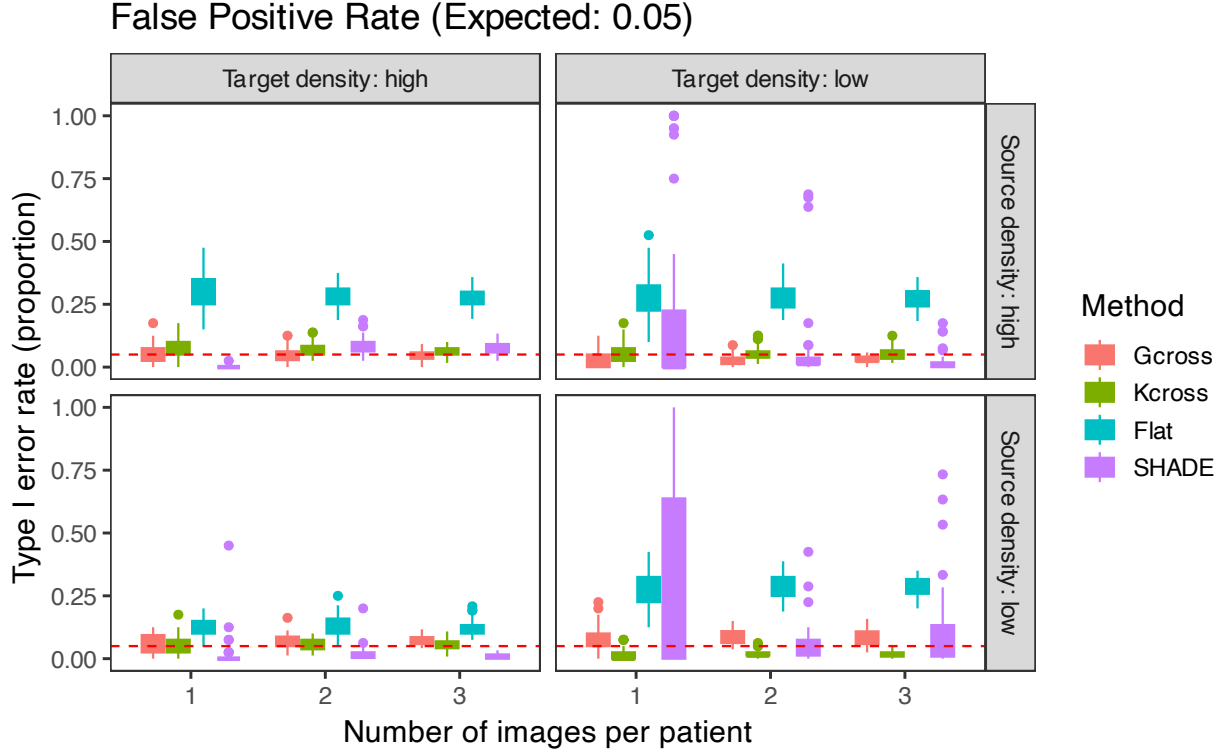 False Positive Rate (Expected: 0.05)
Target density: high
Target density: low
Type I error rate (proportion)
1.00
0.75
0.50
0.25
0.00
Source density: high
1.00
0.75
0.50
0.25
0.00
Source density: low
1
2
3
1
2
3
Number of images per patient
Method
Gcross
Kcross
Flat
SHADE